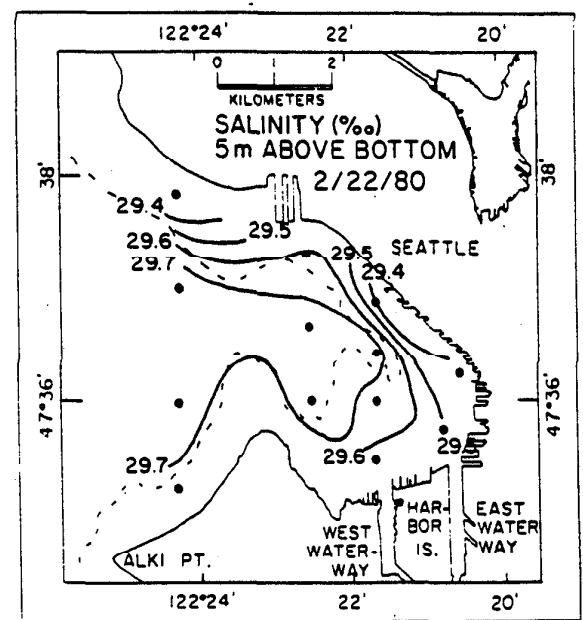 122°24' 22' 20'
0 1 2
KILOMETERS
SALINITY (‰)
5m ABOVE BOTTOM
2/22/80
38' 38'
29.4
29.6 29.5
29.7
29.5 SEATTLE
29.4
47°36' 47°36'
29.7 29.6
WEST WATER-WAY
HAR-BOR IS.
EAST WATER WAY
ALKI PT.
122°24' 22' 20'